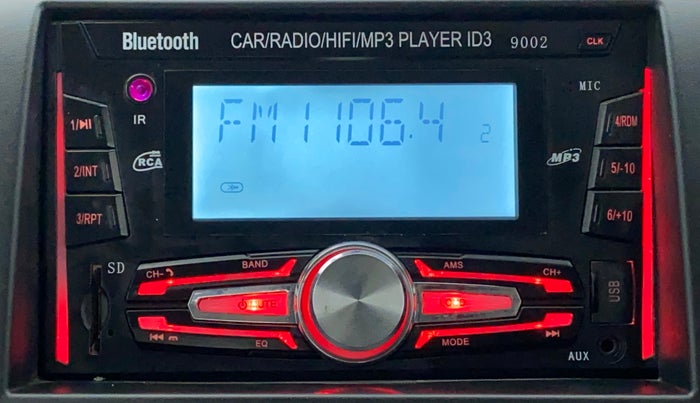 Bluetooth CAR/RADIO/HIFI/MP3 PLAYER ID3 9002 CLK
MIC
IR
FM1 106.4 2
1/▶II
2/INT
3/RPT
RCA
MP3
4/RDM
5/-10
6/+10
SD
CH-
BAND
AMS
CH+
MUTE
USB
EQ
MODE
AUX